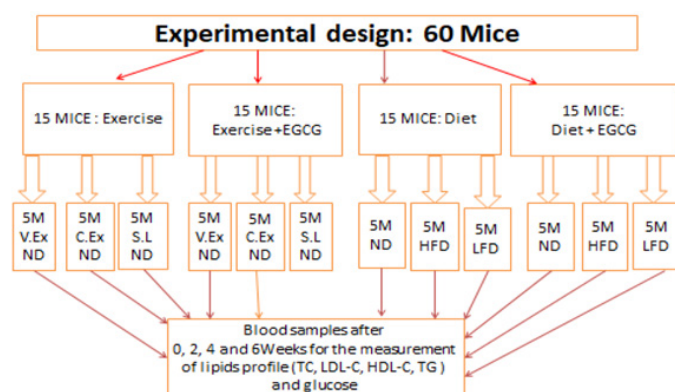 Experimental design: 60 Mice
15 MICE : Exercise
15 MICE:
Exercise+EGCG
15 MICE: Diet
15 MICE:
Diet + EGCG
5M
V.Ex
ND
5M
C.Ex
ND
5M
S.L
ND
5M
V.Ex
ND
5M
C.Ex
ND
5M
S.L
ND
5M
ND
5M
HFD
5M
LFD
5M
ND
5M
HFD
5M
LFD
Blood samples after
0, 2, 4 and 6Weeks for the measurement
of lipids profile (TC, LDL-C, HDL-C, TG )
and glucose